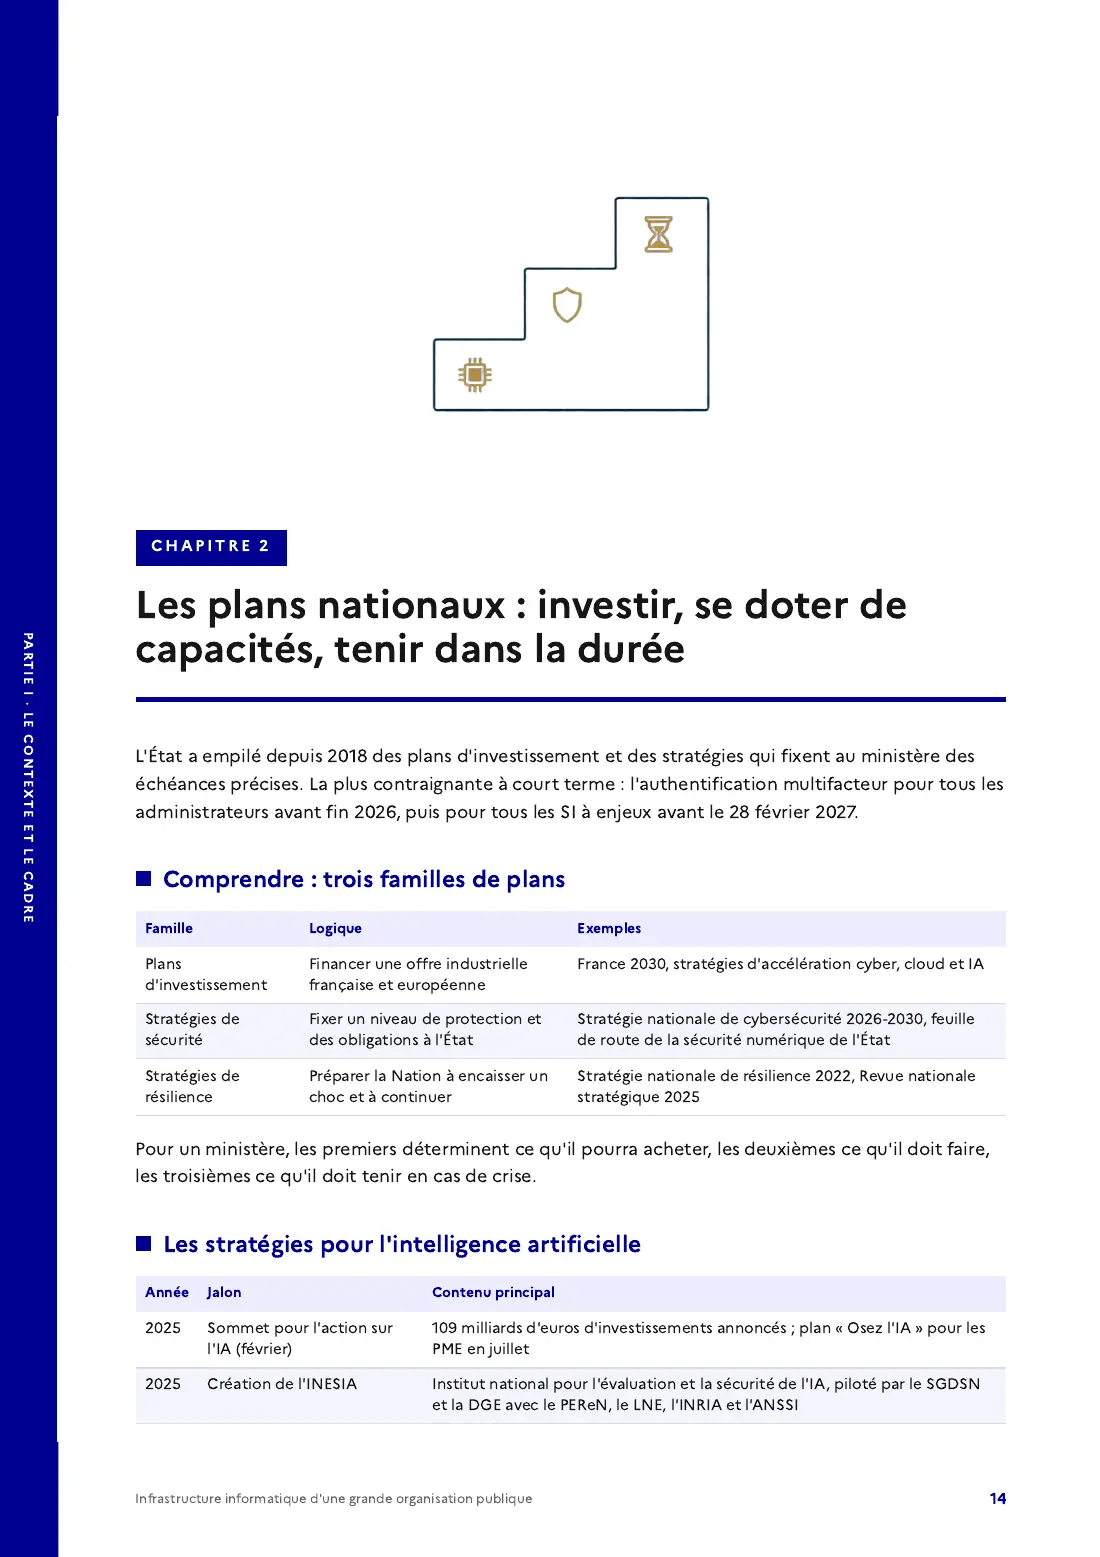 PARTIE I · LE CONTEXTE ET LE CADRE
CHAPITRE 2
Les plans nationaux : investir, se doter de
capacités, tenir dans la durée
L'État a empilé depuis 2018 des plans d'investissement et des stratégies qui fixent au ministère des
échéances précises. La plus contraignante à court terme : l'authentification multifacteur pour tous les
administrateurs avant fin 2026, puis pour tous les SI à enjeux avant le 28 février 2027.
Comprendre : trois familles de plans
Famille Logique Exemples
Plans Financer une offre industrielle France 2030, stratégies d'accélération cyber, cloud et IA
d'investissement française et européenne
Stratégies de Fixer un niveau de protection et Stratégie nationale de cybersécurité 2026-2030, feuille
sécurité des obligations à l'État de route de la sécurité numérique de l'État
Stratégies de Préparer la Nation à encaisser un Stratégie nationale de résilience 2022, Revue nationale
résilience choc et à continuer stratégique 2025
Pour un ministère, les premiers déterminent ce qu'il pourra acheter, les deuxièmes ce qu'il doit faire,
les troisièmes ce qu'il doit tenir en cas de crise.
Les stratégies pour l'intelligence artificielle
Année Jalon Contenu principal
2025 Sommet pour l'action sur 109 milliards d'euros d'investissements annoncés ; plan « Osez l'IA » pour les
l'IA (février) PME en juillet
2025 Création de l'INESIA Institut national pour l'évaluation et la sécurité de l'IA, piloté par le SGDSN
et la DGE avec le PEReN, le LNE, l'INRIA et l'ANSSI
Infrastructure informatique d'une grande organisation publique 14